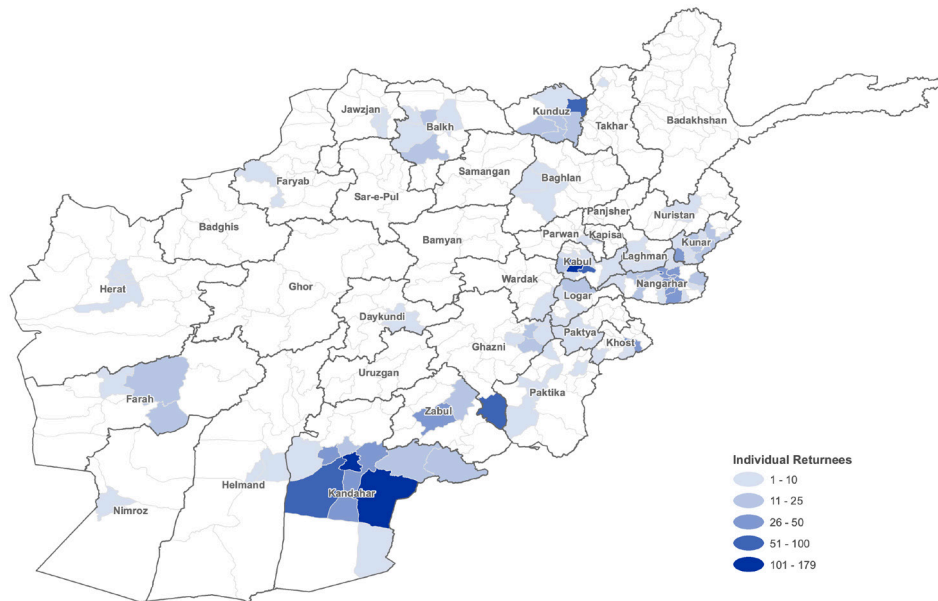 Jawzjan
Balkh
Kunduz
Takhar
Badakhshan
Faryab
Sar-e-Pul
Samangan
Baghlan
Badghis
Bamyan
Parwan
Panjsher
Kapisa
Nuristan
Kunar
Laghman
Kabul
Nangarhar
Wardak
Logar
Herat
Ghor
Daykundi
Ghazni
Paktya
Khost
Uruzgan
Paktika
Farah
Zabul
Nimroz
Helmand
Kandahar
Individual Returnees
1 - 10
11 - 25
26 - 50
51 - 100
101 - 179